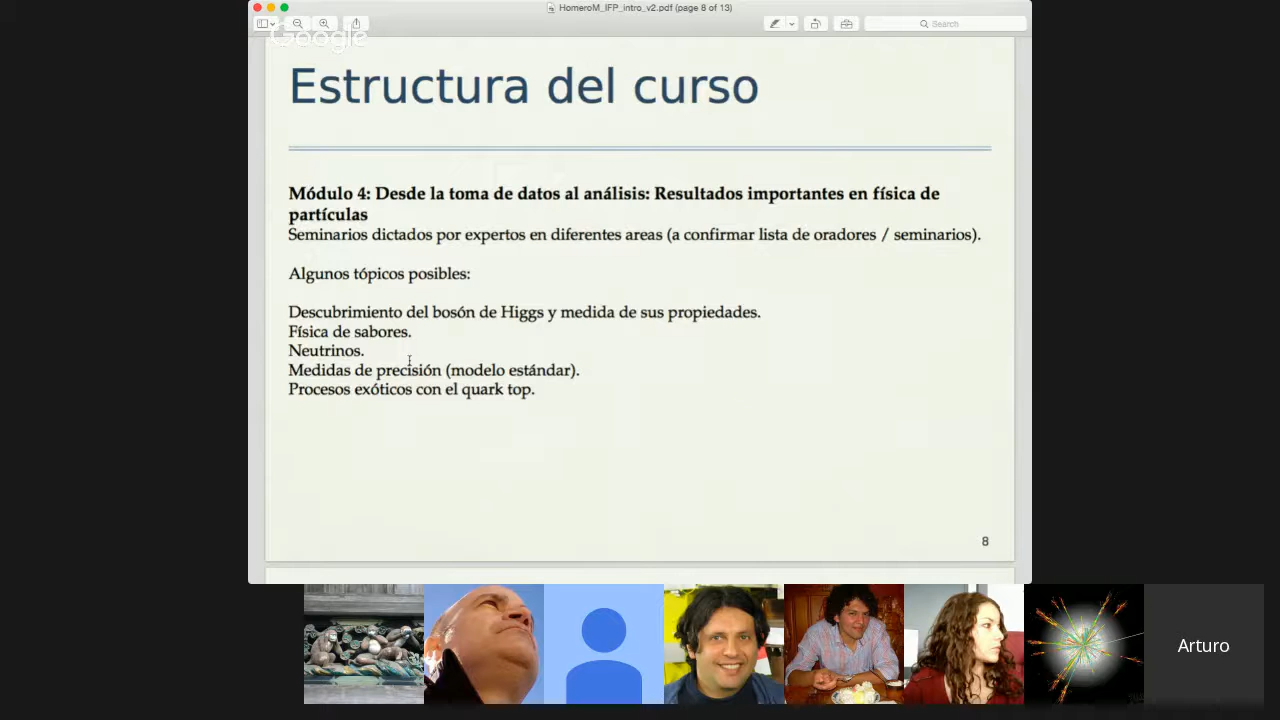 HomeroM_IFP_intro_v2.pdf (page 8 of 13)
Search
Google
Estructura del curso
Módulo 4: Desde la toma de datos al análisis: Resultados importantes en física de
partículas
Seminarios dictados por expertos en diferentes areas (a confirmar lista de oradores / seminarios).
Algunos tópicos posibles:
Descubrimiento del bosón de Higgs y medida de sus propiedades.
Física de sabores.
Neutrinos.
Medidas de precisión (modelo estándar).
Procesos exóticos con el quark top.
8
Arturo